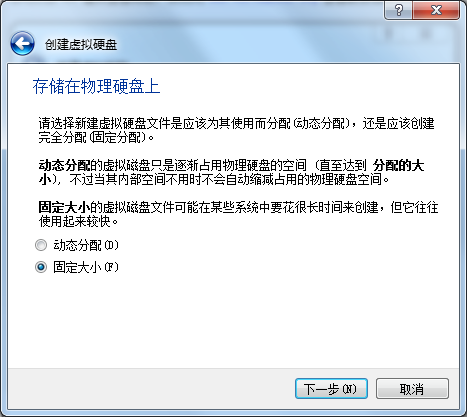 创建虚拟硬盘
存储在物理硬盘上
请选择新建虚拟硬盘文件是应该为其使用而分配(动态分配)，还是应该创建
完全分配(固定分配)。
动态分配的虚拟磁盘只是逐渐占用物理硬盘的空间（直至达到 分配的大
小），不过当其内部空间不用时不会自动缩减占用的物理硬盘空间。
固定大小的虚拟磁盘文件可能在某些系统中要花很长时间来创建，但它往往
使用起来较快。
动态分配(D)
固定大小(F)
下一步(N)
取消